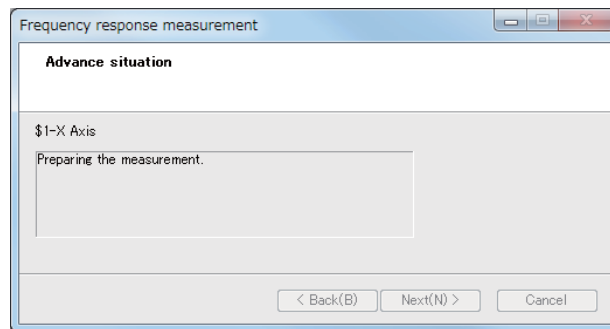 Frequency response measurement
Advance situation
$1-X Axis
Preparing the measurement.
< Back(B) Next(N) > Cancel